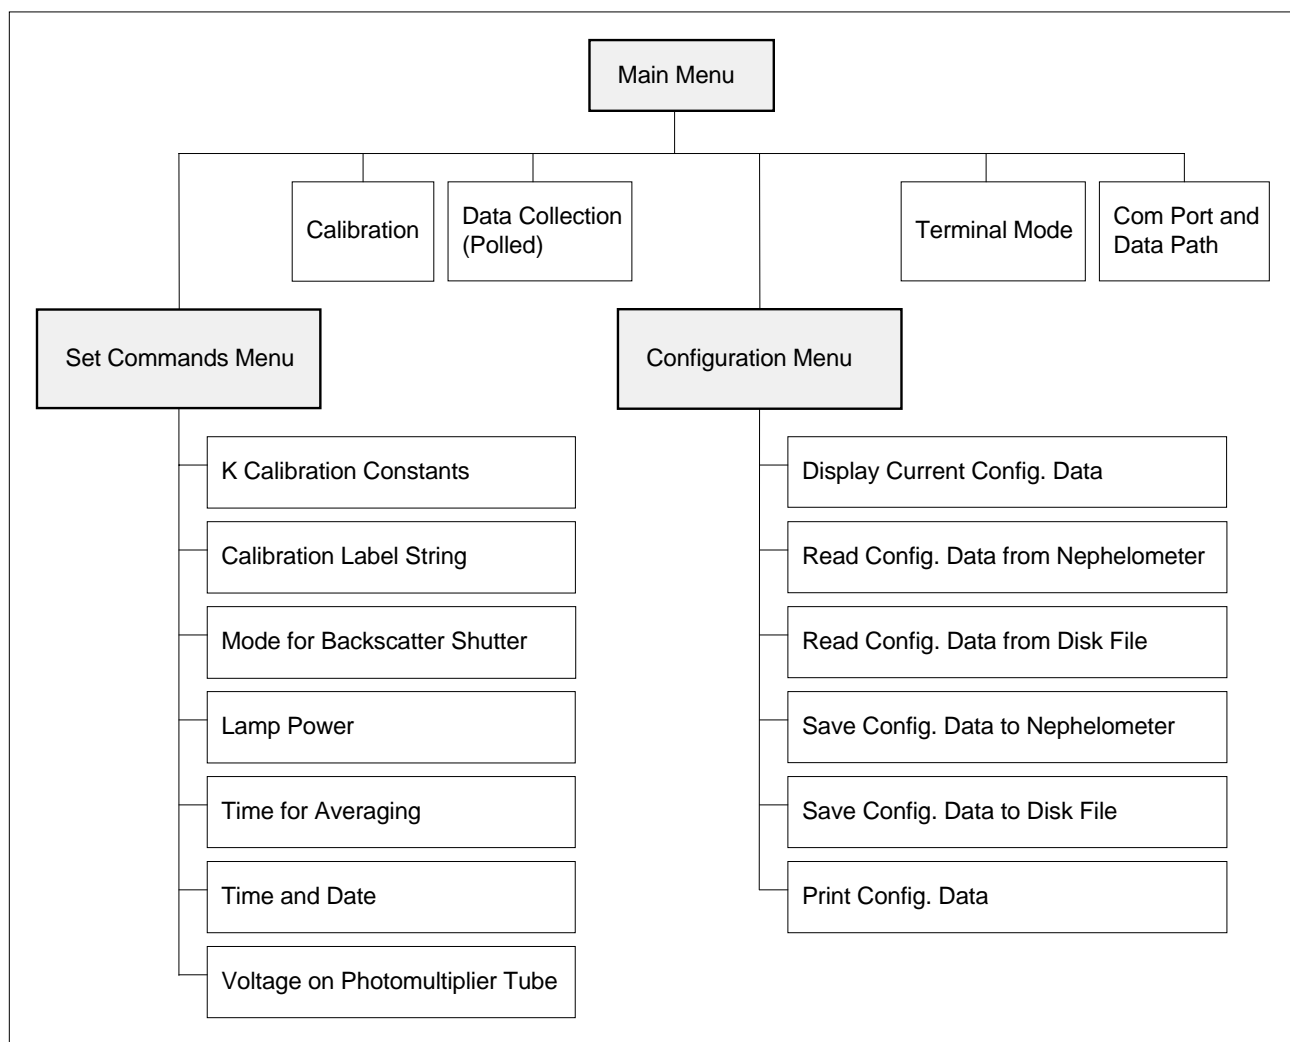 Main Menu
Calibration
Data Collection
(Polled)
Terminal Mode
Com Port and
Data Path
Set Commands Menu
K Calibration Constants
Calibration Label String
Mode for Backscatter Shutter
Lamp Power
Time for Averaging
Time and Date
Voltage on Photomultiplier Tube
Configuration Menu
Display Current Config. Data
Read Config. Data from Nephelometer
Read Config. Data from Disk File
Save Config. Data to Nephelometer
Save Config. Data to Disk File
Print Config. Data